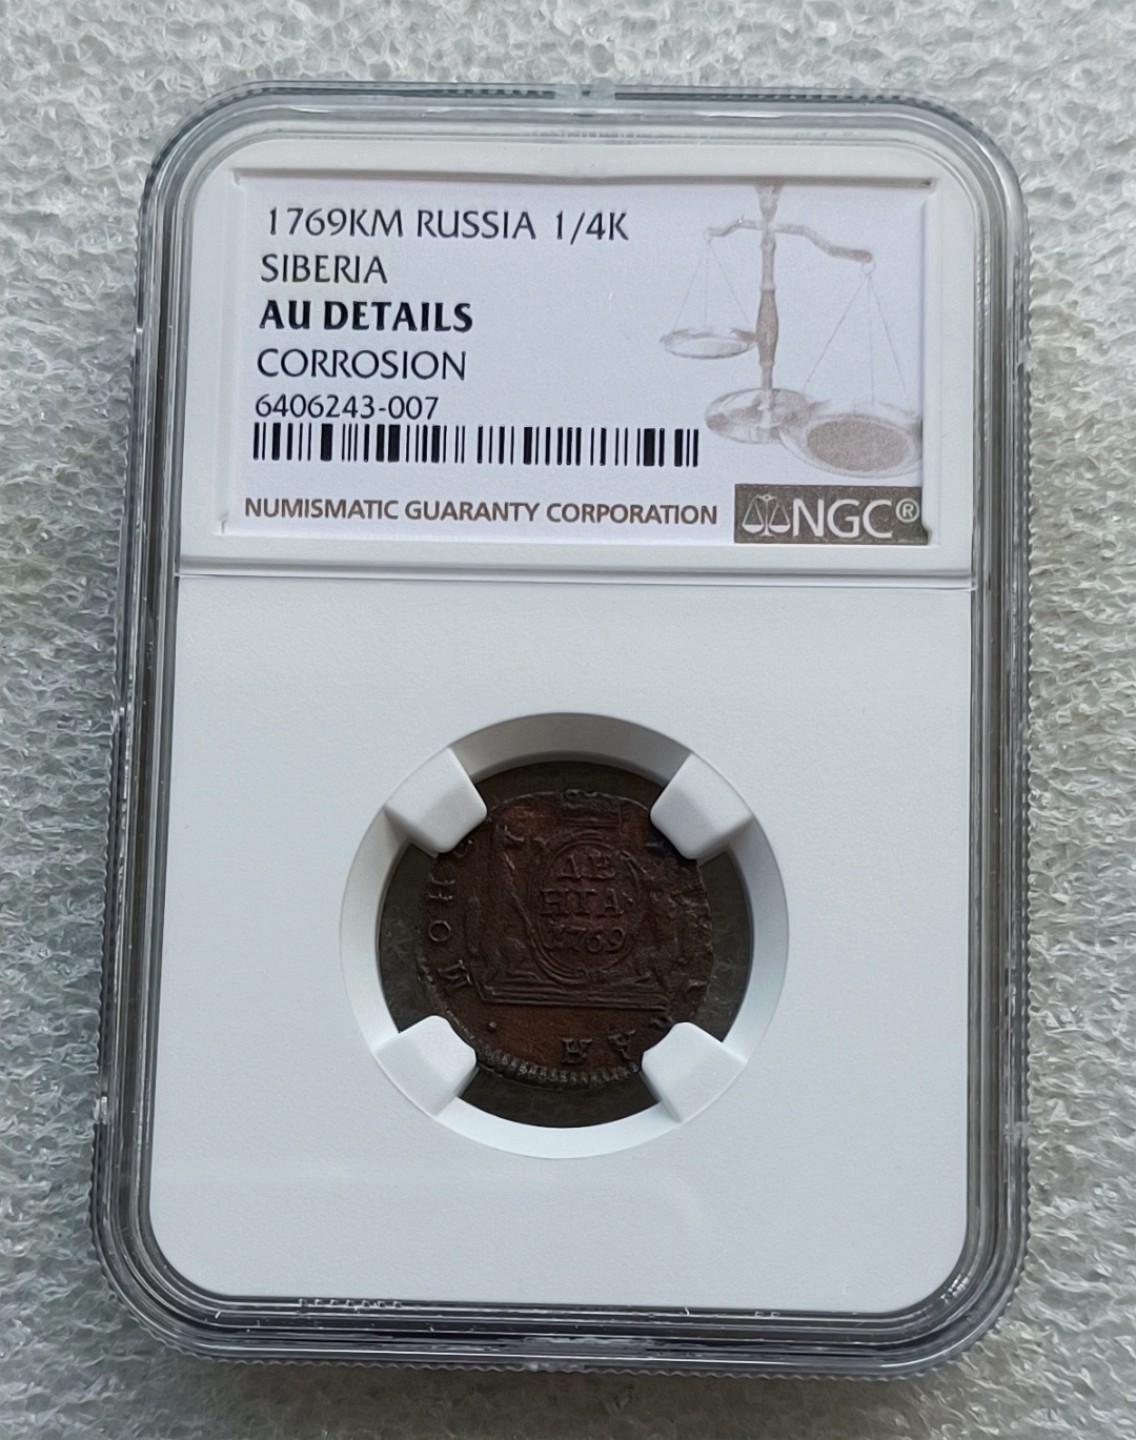 1769KM RUSSIA 1/4K
SIBERIA
AU DETAILS
CORROSION
6406243-007
NUMISMATIC GUARANTY CORPORATION NGC®
ДЕ
НГА
1769